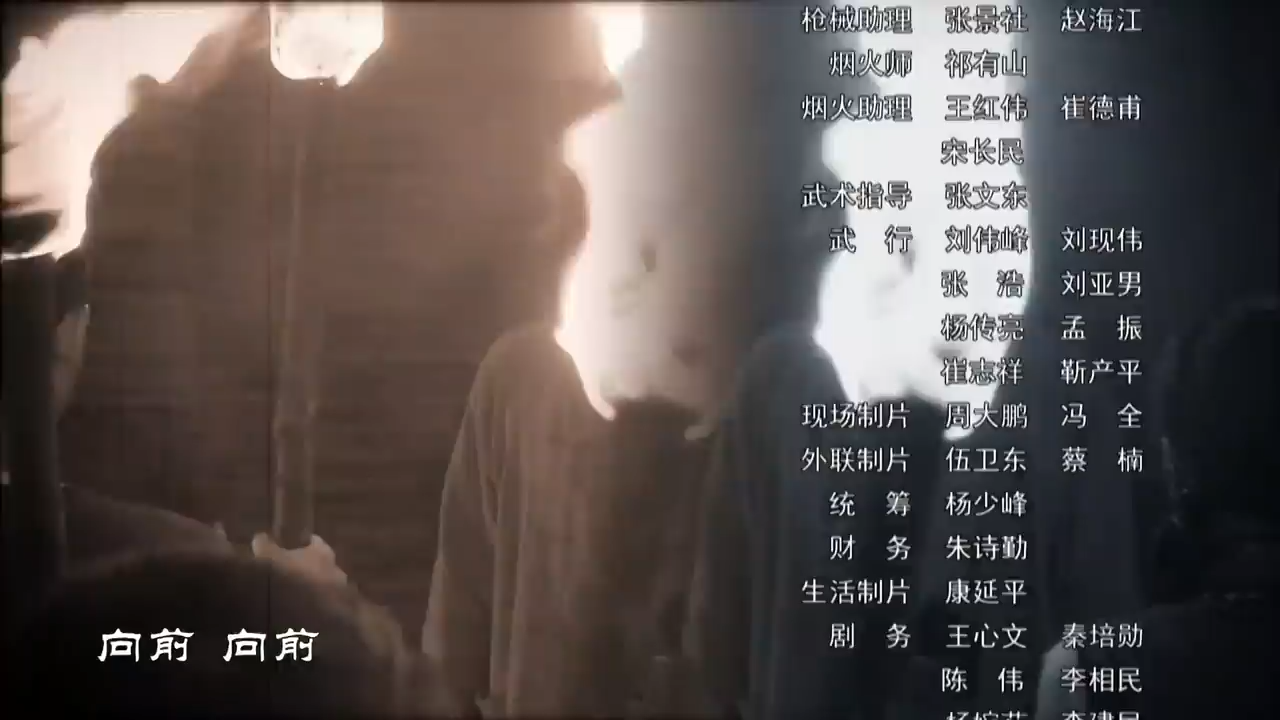 枪械助理 张景社 赵海江
烟火师 祁有山
烟火助理 王红伟 崔德甫
宋长民
武术指导 张文东
武 行 刘伟峰 刘现伟
张 浩 刘亚男
杨传亮 孟 振
崔志祥 靳产平
现场制片 周大鹏 冯 全
外联制片 伍卫东 蔡 楠
统 筹 杨少峰
财 务 朱诗勤
生活制片 康延平
剧 务 王心文 秦培勋
陈 伟 李相民
向前 向前